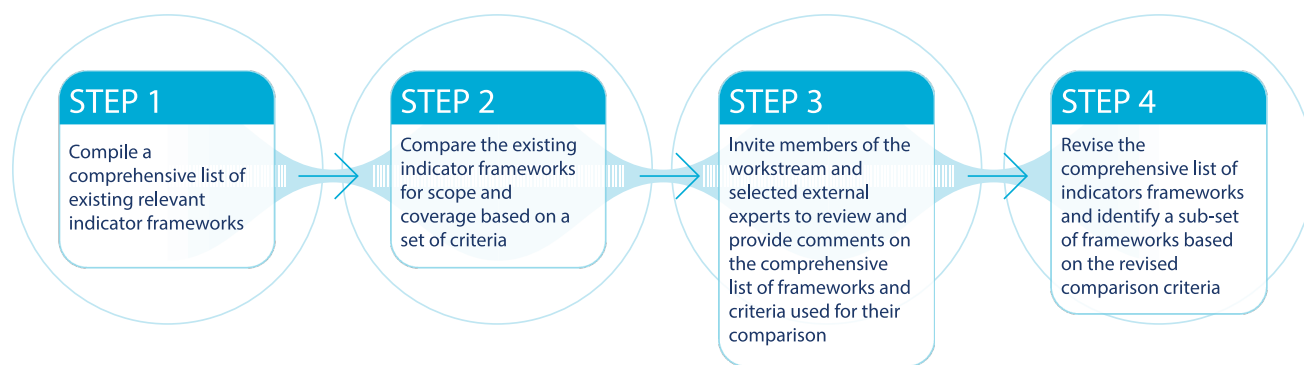 STEP 1
Compile a
comprehensive list of
existing relevant
indicator frameworks
STEP 2
Compare the existing
indicator frameworks
for scope and
coverage based on a
set of criteria
STEP 3
Invite members of the
workstream and
selected external
experts to review and
provide comments on
the comprehensive
list of frameworks and
criteria used for their
comparison
STEP 4
Revise the
comprehensive list of
indicators frameworks
and identify a sub-set
of frameworks based
on the revised
comparison criteria